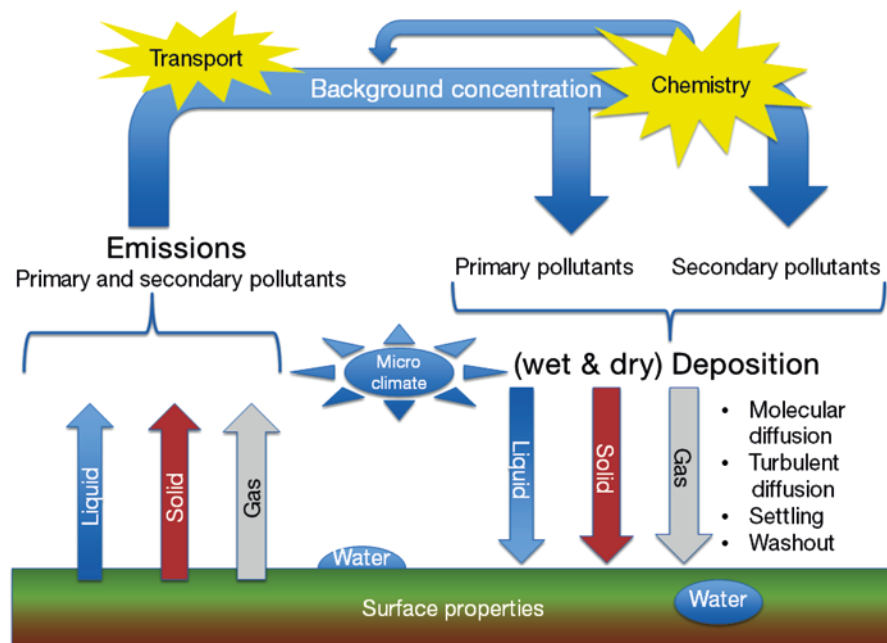 Transport
Background concentration
Chemistry
Emissions
Primary and secondary pollutants
Primary pollutants
Secondary pollutants
Micro
climate
(wet & dry) Deposition
Liquid
Solid
Gas
Liquid
Solid
Gas
• Molecular
diffusion
• Turbulent
diffusion
• Settling
• Washout
Water
Surface properties
Water